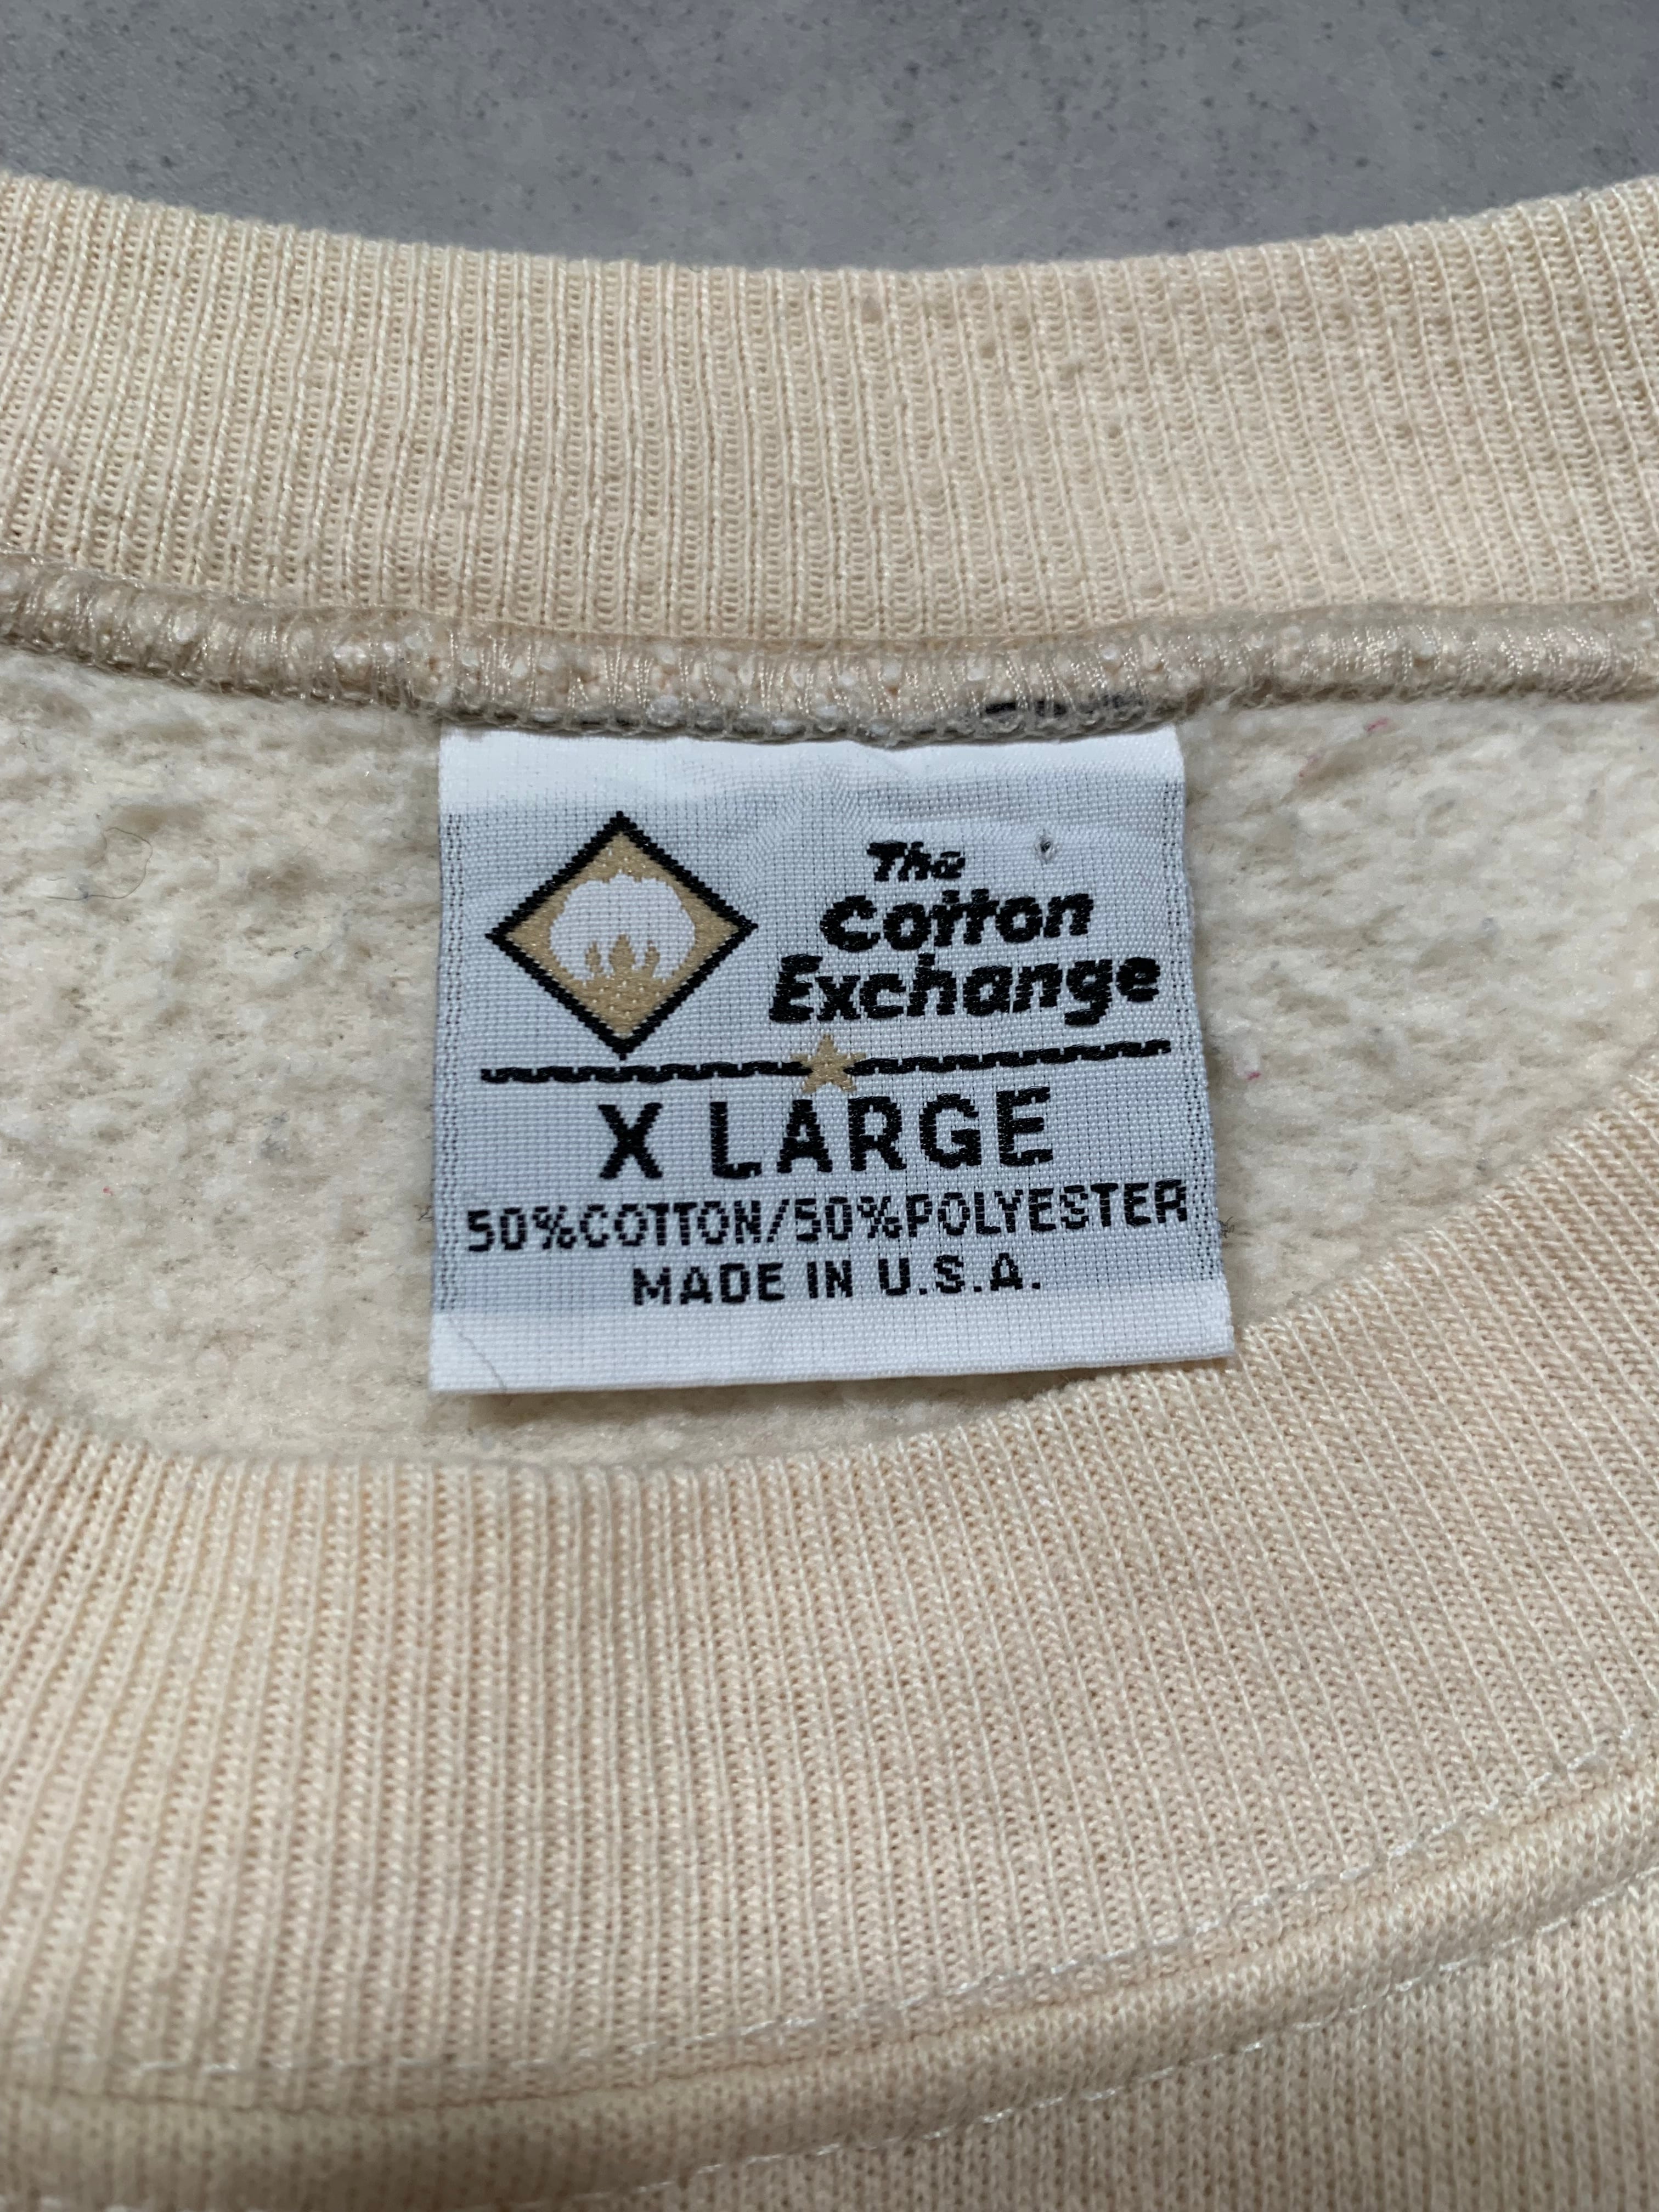 The
Cotton
Exchange
X LARGE
50%COTTON/50%POLYESTER
MADE IN U.S.A.